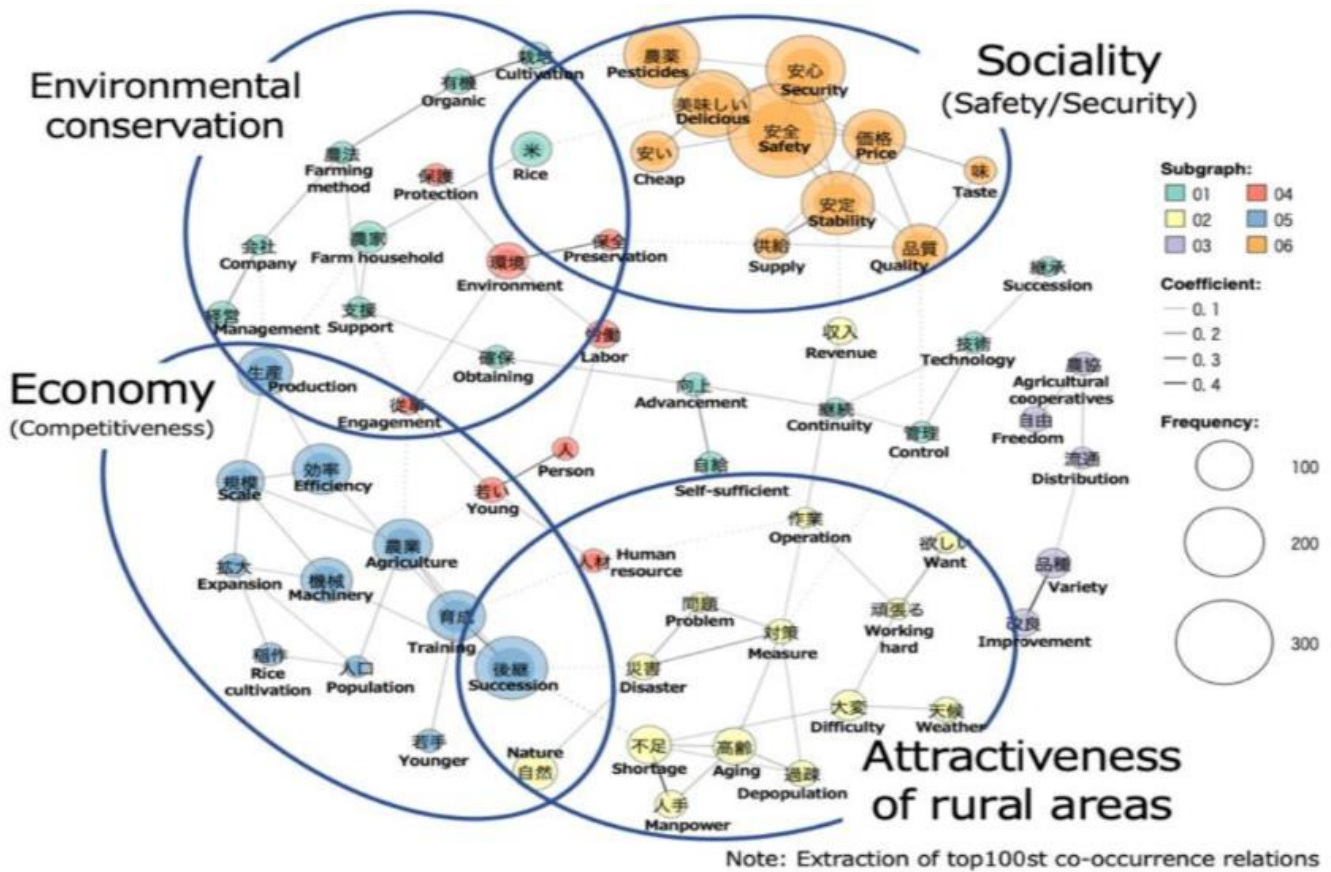 Environmental
conservation
Sociality
(Safety/Security)
Economy
(Competitiveness)
Attractiveness
of rural areas
栽培
Cultivation
有機
Organic
農法
Farming
method
保護
Protection
米
Rice
会社
Company
農家
Farm household
環境
Environment
保全
Preservation
経営
Management
支援
Support
確保
Obtaining
労働
Labor
従事
Engagement
農薬
Pesticides
安心
Security
美味しい
Delicious
安全
Safety
安い
Cheap
価格
Price
味
Taste
安定
Stability
供給
Supply
品質
Quality
継承
Succession
収入
Revenue
技術
Technology
農協
Agricultural
cooperatives
向上
Advancement
継続
Continuity
管理
Control
自由
Freedom
流通
Distribution
自給
Self-sufficient
人
Person
若い
Young
生産
Production
規模
Scale
効率
Efficiency
農業
Agriculture
拡大
Expansion
機械
Machinery
育成
Training
稲作
Rice
cultivation
人口
Population
後継
Succession
若手
Younger
Nature
自然
人材
Human
resource
作業
Operation
欲しい
Want
問題
Problem
対策
Measure
頑張る
Working
hard
災害
Disaster
大変
Difficulty
天候
Weather
不足
Shortage
高齢
Aging
過疎
Depopulation
人手
Manpower
品種
Variety
改良
Improvement
Subgraph:
01 04
02 05
03 06
Coefficient:
0. 1
0. 2
0. 3
0. 4
Frequency:
100
200
300
Note: Extraction of top100st co-occurrence relations